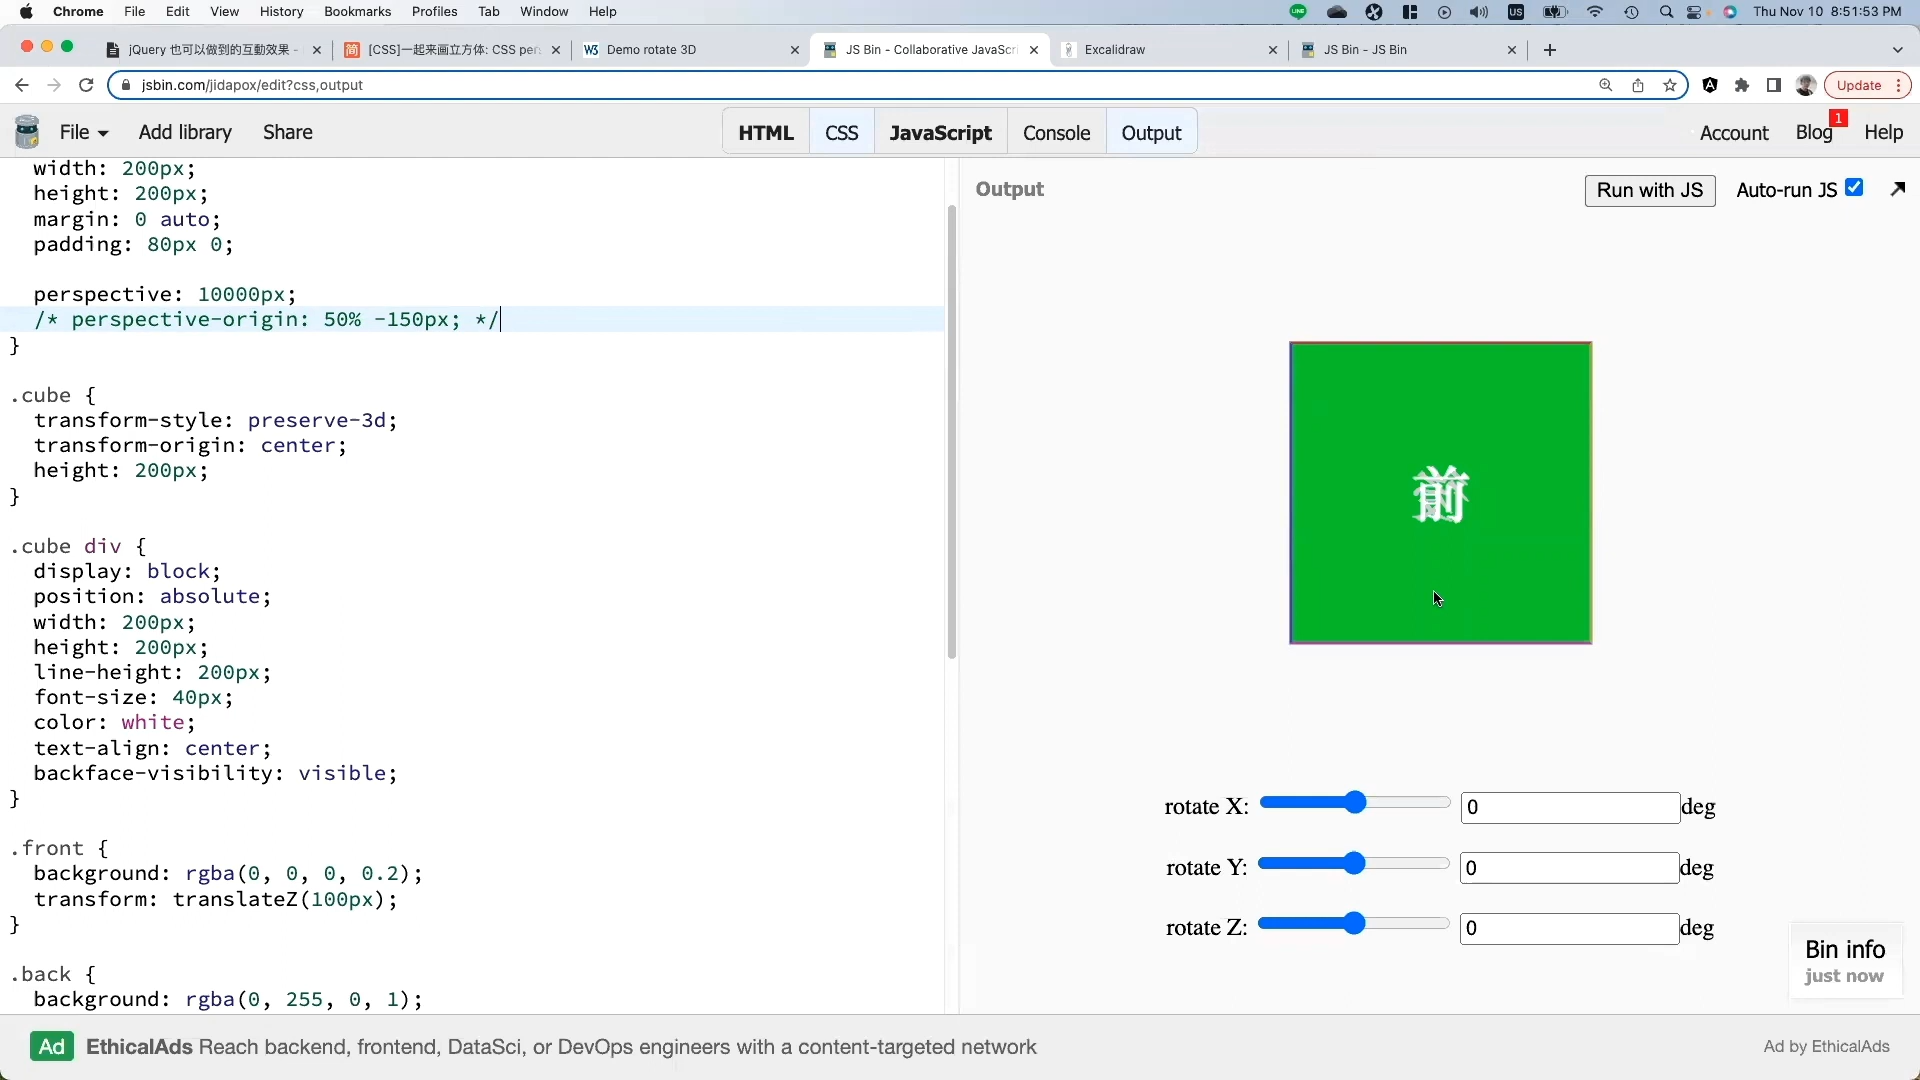 Chrome File Edit View History Bookmarks Profiles Tab Window Help US Thu Nov 10 8:51:53 PM
jQuery 也可以做到的互動效果 - 简 [CSS]一起来画立方体: CSS per W3 Demo rotate 3D JS Bin - Collaborative JavaScri Excalidraw JS Bin - JS Bin
jsbin.com/jidapox/edit?css,output Update
File Add library Share HTML CSS JavaScript Console Output Account Blog 1 Help
Output Run with JS Auto-run JS
width: 200px;
height: 200px;
margin: 0 auto;
padding: 80px 0;
perspective: 10000px;
/* perspective-origin: 50% -150px; */
}
.cube {
transform-style: preserve-3d;
transform-origin: center;
height: 200px;
}
.cube div {
display: block;
position: absolute;
width: 200px;
height: 200px;
line-height: 200px;
font-size: 40px;
color: white;
text-align: center;
backface-visibility: visible;
}
.front {
background: rgba(0, 0, 0, 0.2);
transform: translateZ(100px);
}
.back {
background: rgba(0, 255, 0, 1);
前
rotate X: 0 deg
rotate Y: 0 deg
rotate Z: 0 deg
Bin info
just now
Ad EthicalAds Reach backend, frontend, DataSci, or DevOps engineers with a content-targeted network Ad by EthicalAds